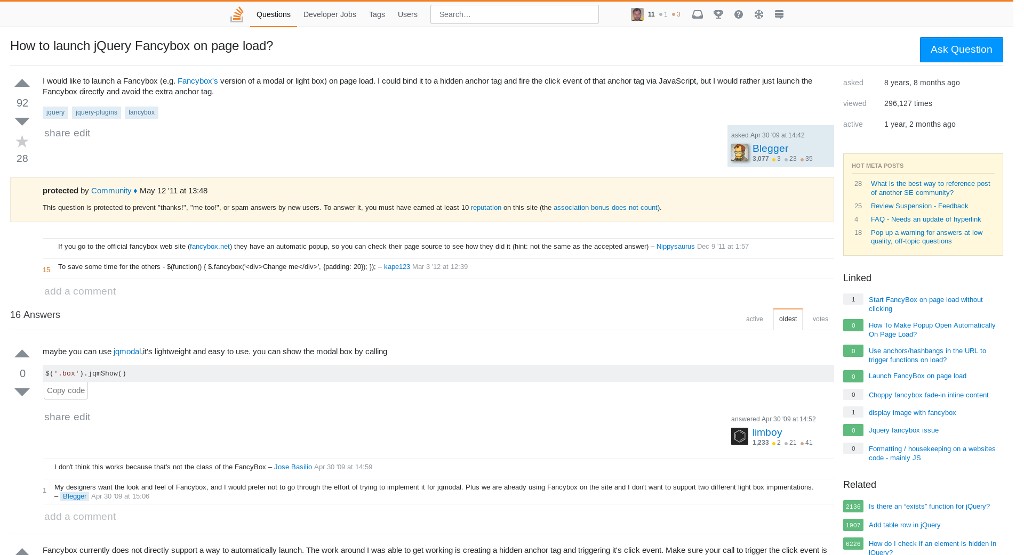 Questions Developer Jobs Tags Users Search... 11 1 0
How to launch jQuery Fancybox on page load?
Ask Question
92
I would like to launch a Fancybox (e.g. Fancybox's version of a modal or light box) on page load. I could bind it to a hidden anchor tag and fire the click event of that anchor tag via JavaScript, but I would rather just launch the
Fancybox directly and avoid the extra anchor tag.
28
jquery jquery-plugins fancybox
share edit
asked Apr 30 '09 at 14:42
Blegger
3,077 3 23 35
protected by Community ♦ May 12 '11 at 13:48
This question is protected to prevent "thanks!", "me too!", or spam answers by new users. To answer it, you must have earned at least 10 reputation on this site (the association bonus does not count).
If you go to the official fancybox web site (fancybox.net) they have an automatic popup, so you can check their page source to see how they did it (hint: not the same as the accepted answer) – Nippysaurus Dec 9 '11 at 1:57
15 To save some time for the others - $(function() { $.fancybox('<div>Change me</div>', {padding: 20}); }); – kape123 Mar 3 '12 at 12:39
add a comment
16 Answers
active oldest votes
0
maybe you can use jqmodal,it's lightweight and easy to use. you can show the modal box by calling
$('.box').jqmShow()
Copy code
share edit
answered Apr 30 '09 at 14:52
limboy
1,233 2 21 41
I don't think this works because that's not the class of the FancyBox – Jose Basilio Apr 30 '09 at 14:59
1 My designers want the look and feel of Fancybox, and I would prefer not to go through the effort of trying to implement it for jqmodal. Plus we are already using Fancybox on the site and I don't want to support two different light box impmentations.
– Blegger Apr 30 '09 at 15:06
add a comment
Fancybox currently does not directly support a way to automatically launch. The work around I was able to get working is creating a hidden anchor tag and triggering it's click event. Make sure your call to trigger the click event is
asked 8 years, 8 months ago
viewed 296,127 times
active 1 year, 2 months ago
HOT META POSTS
28 What is the best way to reference post
of another SE community?
25 Review Suspension - Feedback
4 FAQ - Needs an update of hyperlink
18 Pop up a warning for answers at low
quality, off-topic questions
Linked
1 Start FancyBox on page load without
clicking
0 How To Make Popup Open Automatically
On Page Load?
0 Use anchors/hashbangs in the URL to
trigger functions on load?
0 Launch FancyBox on page load
0 Choppy fancybox fade-in inline content
1 display image with fancybox
0 Jquery fancybox issue
0 Formatting / housekeeping on a websites
code - mainly JS
Related
2136 Is there an “exists” function for jQuery?
1907 Add table row in jQuery
6228 How do I check if an element is hidden in
jQuery?